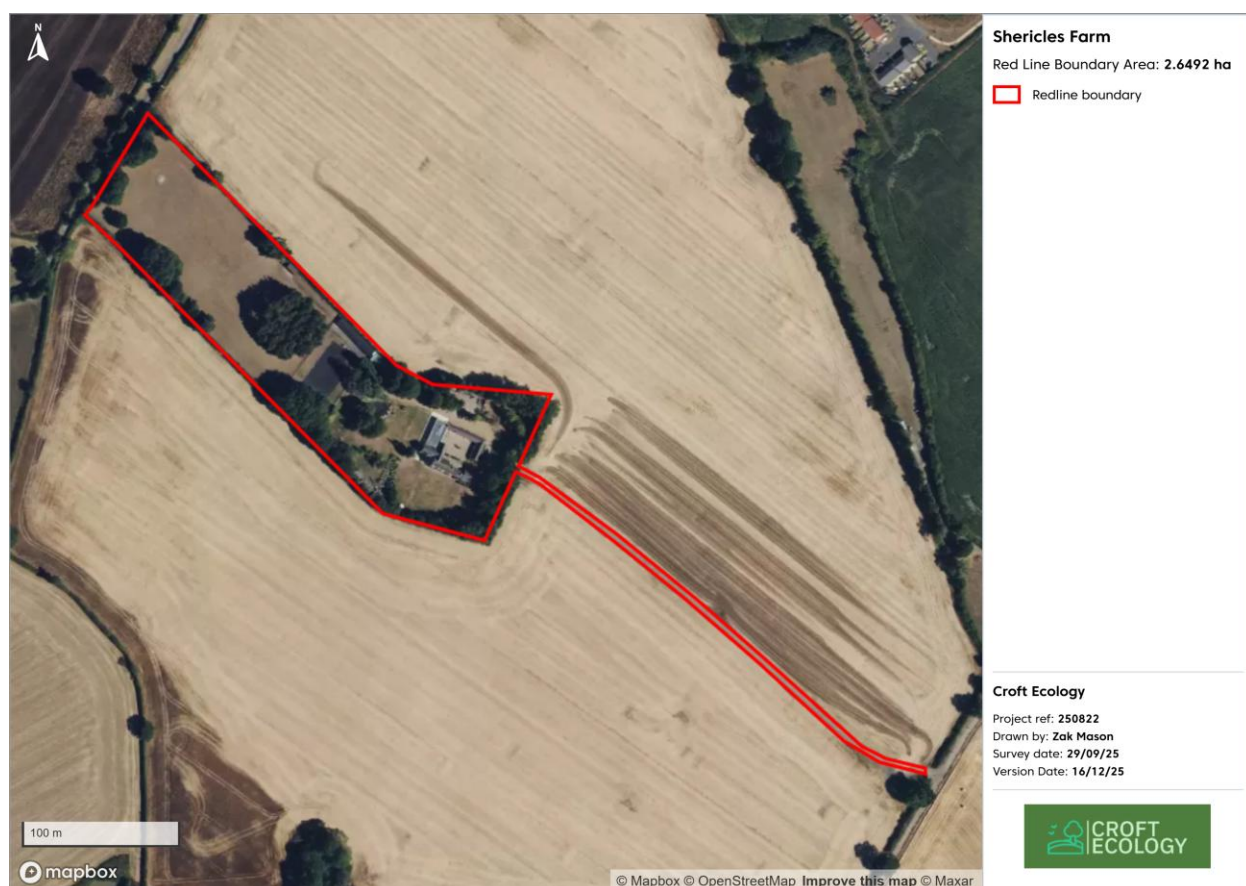 N
Shericles Farm
Red Line Boundary Area: 2.6492 ha
Redline boundary
Croft Ecology
Project ref: 250822
Drawn by: Zak Mason
Survey date: 29/09/25
Version Date: 16/12/25
CROFT
ECOLOGY
100 m
mapbox
© Mapbox © OpenStreetMap Improve this map © Maxar